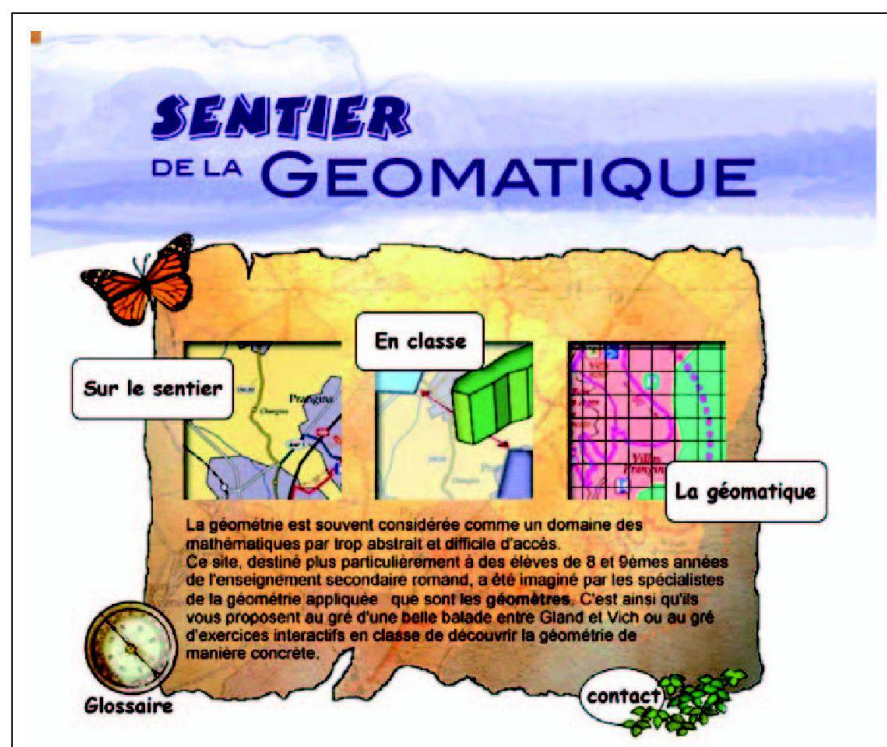 SENTIER
DE LA GEOMATIQUE
En classe
Sur le sentier
Prangins
Changins
La géomatique
La géométrie est souvent considérée comme un domaine des
mathématiques par trop abstrait et difficile d'accès.
Ce site, destiné plus particulièrement à des élèves de 8 et 9èmes années
de l'enseignement secondaire romand, a été imaginé par les spécialistes
de la géométrie appliquée que sont les géomètres. C'est ainsi qu'ils
vous proposent au gré d'une belle balade entre Gland et Vich ou au gré
d'exercices interactifs en classe de découvrir la géométrie de
manière concrète.
Glossaire
contact